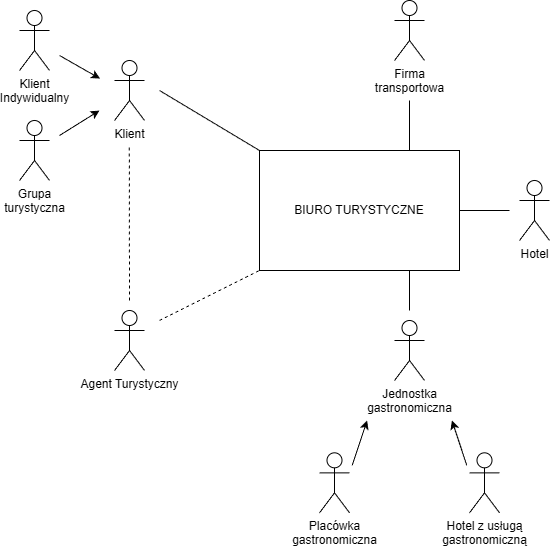 Klient
Indywidualny
Firma
transportowa
Klient
Grupa
turystyczna
BIURO TURYSTYCZNE
Hotel
Agent Turystyczny
Jednostka
gastronomiczna
Placówka
gastronomiczna
Hotel z usługą
gastronomiczną